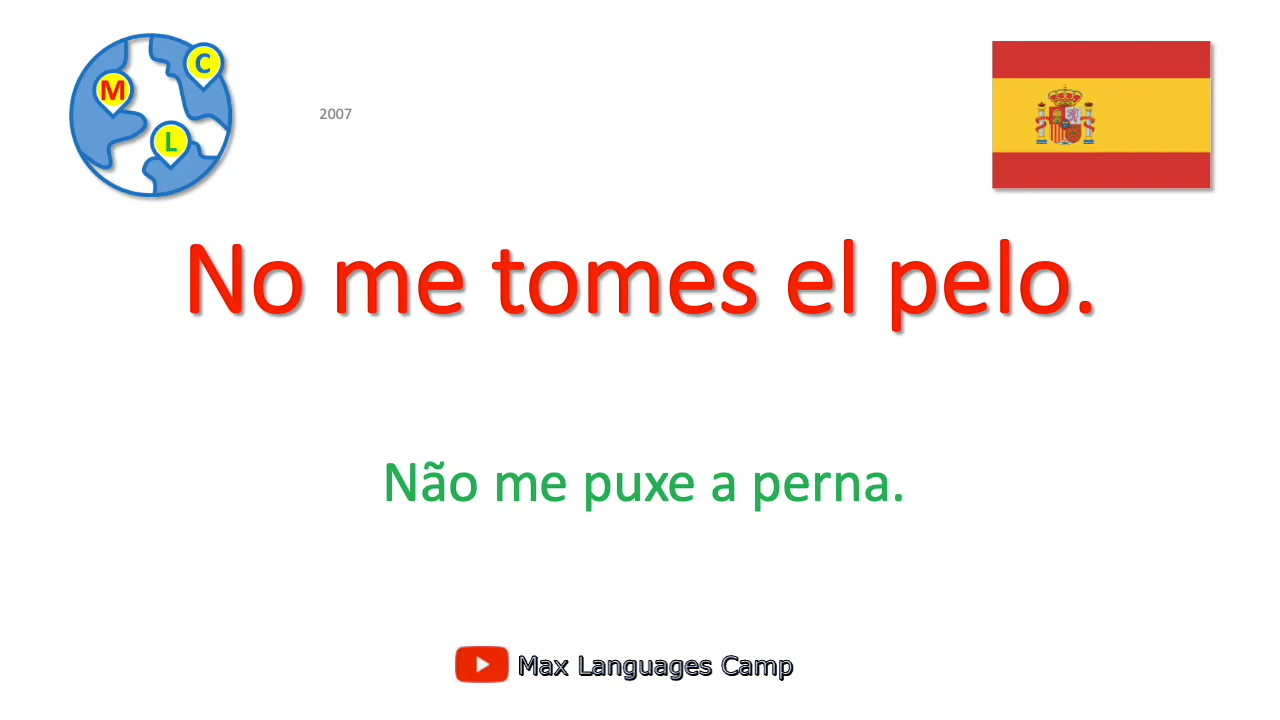 M
C
L
2007
No me tomes el pelo.
Não me puxe a perna.
Max Languages Camp